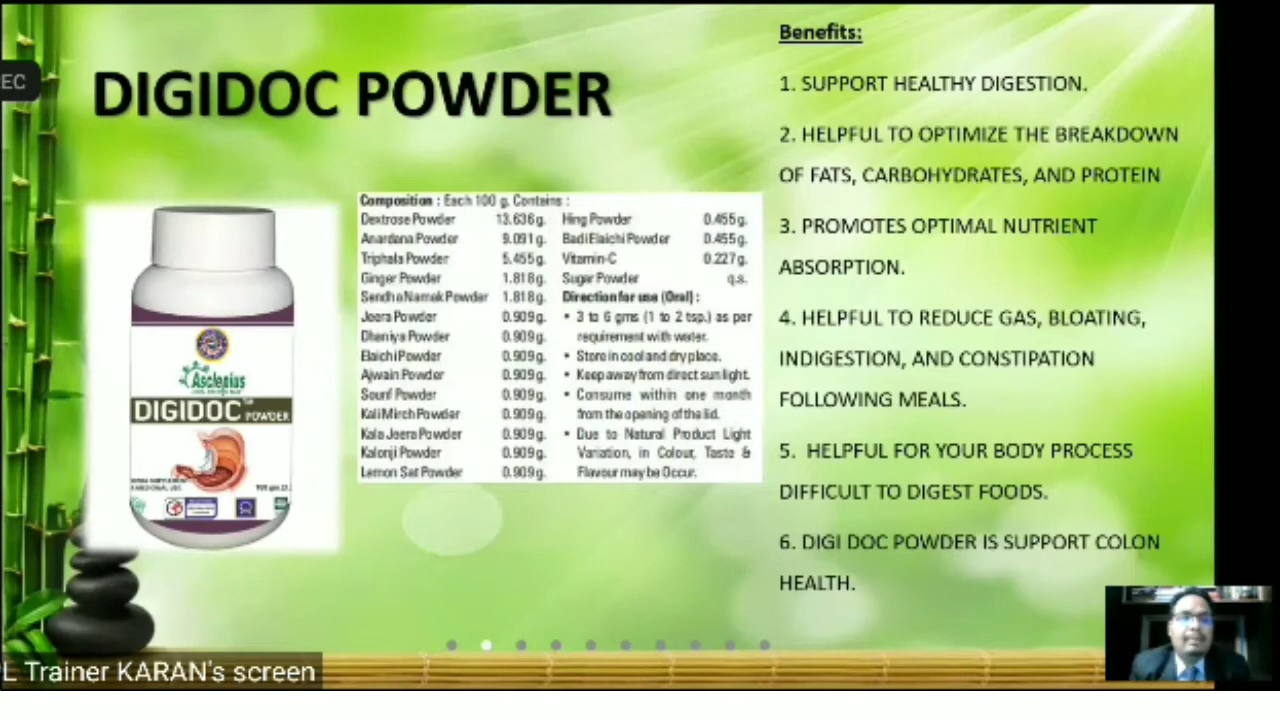 EC
DIGIDOC POWDER
Composition : Each 100 g. Contains :
Dextrose Powder 13.636g.
Anardana Powder 9.091g.
Triphala Powder 5.455g.
Ginger Powder 1.818g.
Sendha Namak Powder 1.818g.
Jeera Powder 0.909g.
Dhaniya Powder 0.909g.
Elaichi Powder 0.909g.
Ajwain Powder 0.909g.
Sounf Powder 0.909g.
Kali Mirch Powder 0.909g.
Kala Jeera Powder 0.909g.
Kalonji Powder 0.909g.
Lemon Sat Powder 0.909g.
Hing Powder 0.455g.
Badi Elaichi Powder 0.455g.
Vitamin-C 0.227g.
Suger Powder q.s.
Direction for use (Oral) :
• 3 to 6 gms (1 to 2 tsp.) as per
requirement with water.
• Store in cool and dry place.
• Keep away from direct sun light.
• Consume within one month
from the opening of the lid.
• Due to Natural Product Light
Variation, in Colour, Taste &
Flavour may be Occur.
Asclepius
DIGIDOC™ POWDER
Benefits:
1. SUPPORT HEALTHY DIGESTION.
2. HELPFUL TO OPTIMIZE THE BREAKDOWN
OF FATS, CARBOHYDRATES, AND PROTEIN
3. PROMOTES OPTIMAL NUTRIENT
ABSORPTION.
4. HELPFUL TO REDUCE GAS, BLOATING,
INDIGESTION, AND CONSTIPATION
FOLLOWING MEALS.
5. HELPFUL FOR YOUR BODY PROCESS
DIFFICULT TO DIGEST FOODS.
6. DIGI DOC POWDER IS SUPPORT COLON
HEALTH.
L Trainer KARAN's screen